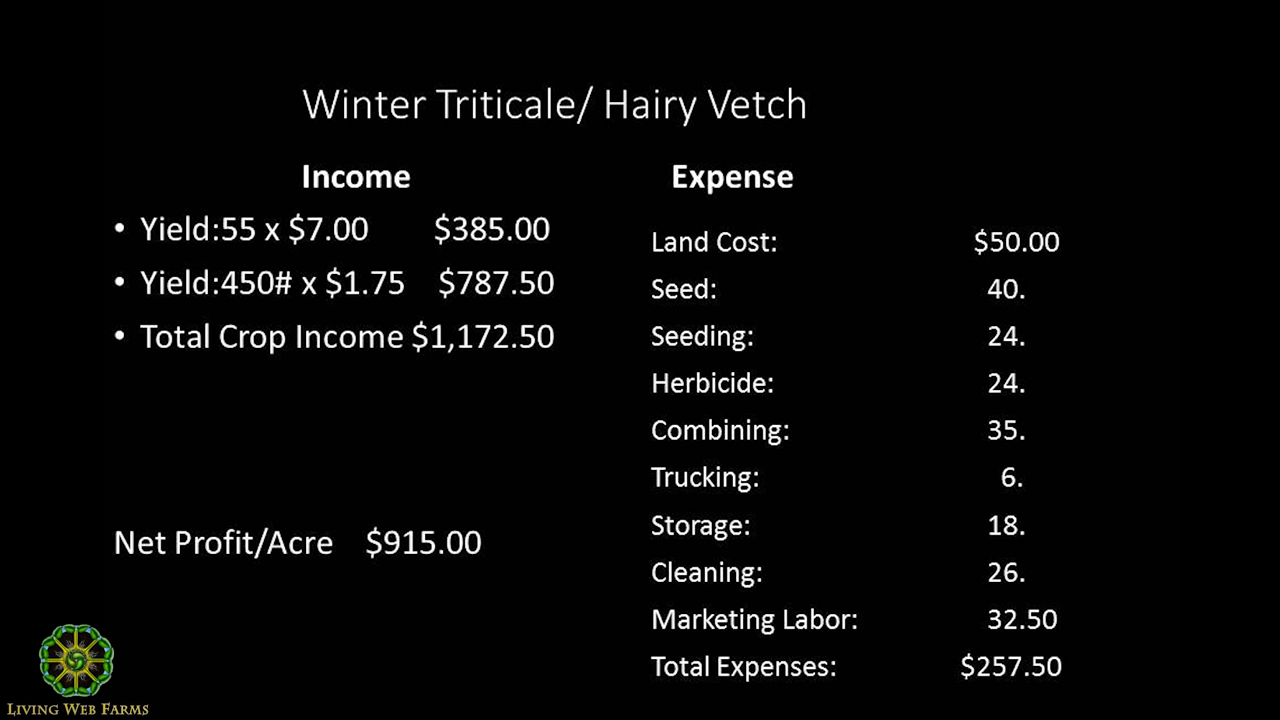 Winter Triticale/ Hairy Vetch
Income
• Yield:55 x $7.00 $385.00
• Yield:450# x $1.75 $787.50
• Total Crop Income $1,172.50
Net Profit/Acre $915.00
Expense
Land Cost: $50.00
Seed: 40.
Seeding: 24.
Herbicide: 24.
Combining: 35.
Trucking: 6.
Storage: 18.
Cleaning: 26.
Marketing Labor: 32.50
Total Expenses: $257.50
LIVING WEB FARMS